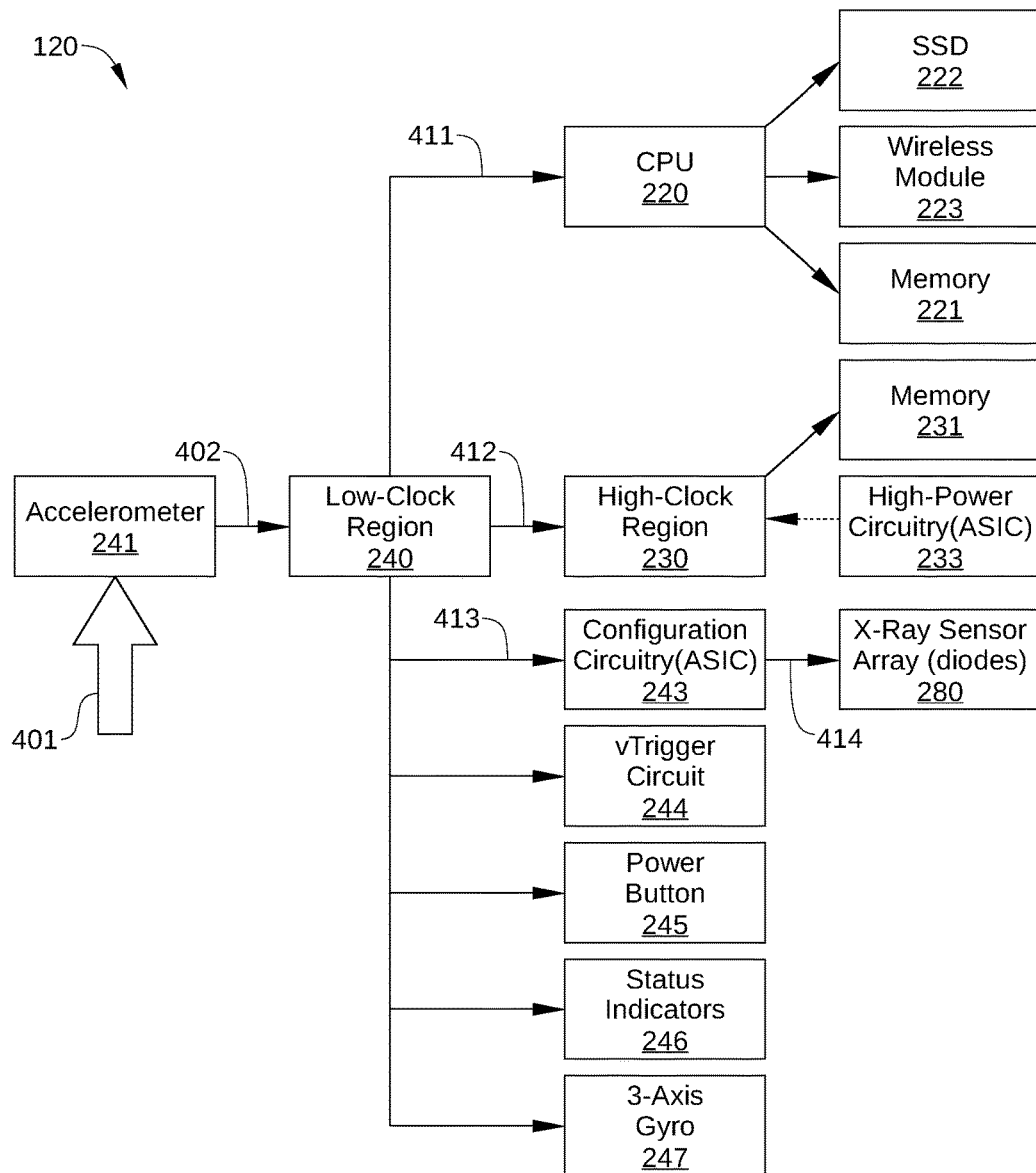 120
SSD
222
411
CPU
220
Wireless
Module
223
Memory
221
Memory
231
402
412
Accelerometer
241
Low-Clock
Region
240
High-Clock
Region
230
High-Power
Circuitry(ASIC)
233
401
413
Configuration
Circuitry(ASIC)
243
X-Ray Sensor
Array (diodes)
280
414
vTrigger
Circuit
244
Power
Button
245
Status
Indicators
246
3-Axis
Gyro
247